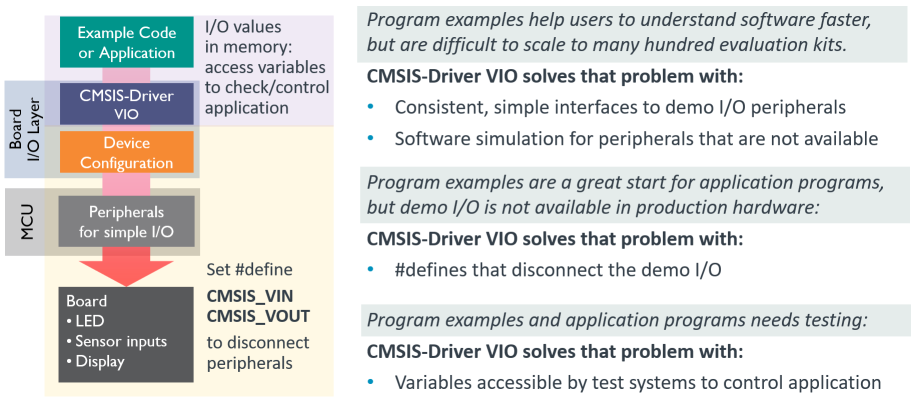 Example Code
or Application
I/O values
in memory:
access variables
to check/control
application
Board
I/O Layer
CMSIS-Driver
VIO
Device
Configuration
MCU
Peripherals
for simple I/O
Set #define
CMSIS_VIN
CMSIS_VOUT
to disconnect
peripherals
Board
• LED
• Sensor inputs
• Display
Program examples help users to understand software faster,
but are difficult to scale to many hundred evaluation kits.
CMSIS-Driver VIO solves that problem with:
• Consistent, simple interfaces to demo I/O peripherals
• Software simulation for peripherals that are not available
Program examples are a great start for application programs,
but demo I/O is not available in production hardware:
CMSIS-Driver VIO solves that problem with:
• #defines that disconnect the demo I/O
Program examples and application programs needs testing:
CMSIS-Driver VIO solves that problem with:
• Variables accessible by test systems to control application